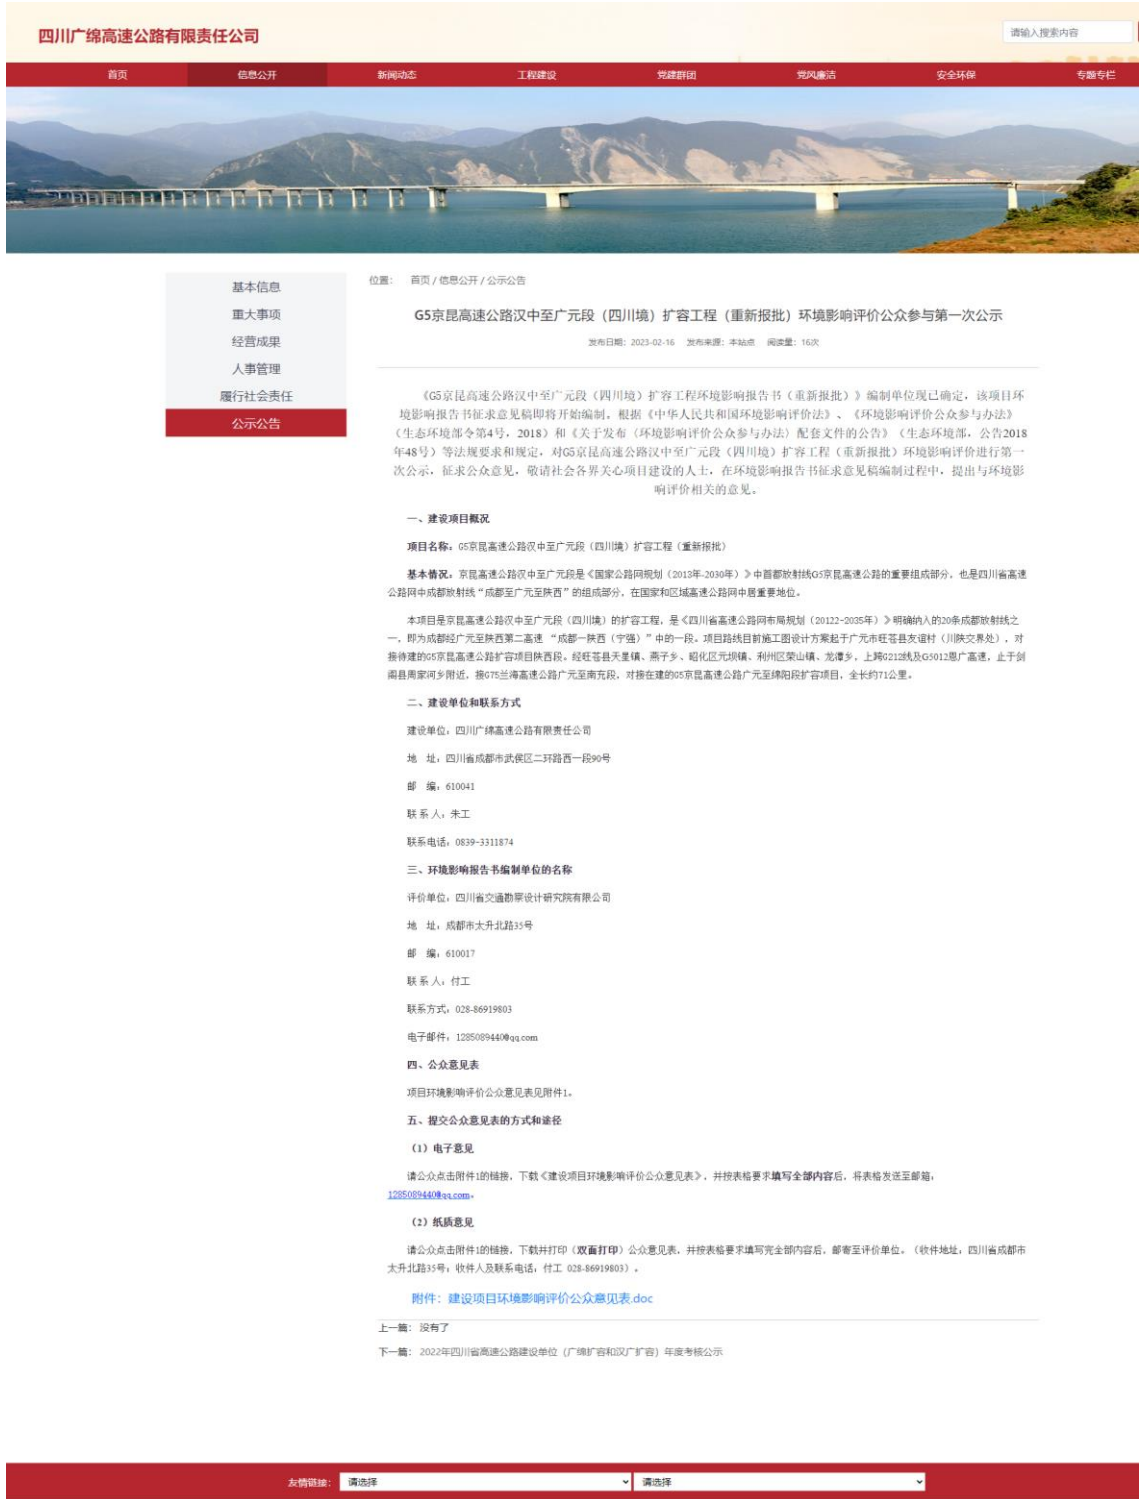 四川广绵高速公路有限责任公司
请输入搜索内容
首页 信息公开 新闻动态 工程建设 党建群团 党风廉洁 安全环保 专题专栏
基本信息
重大事项
经营成果
人事管理
履行社会责任
公示公告
位置： 首页 / 信息公开 / 公示公告
G5京昆高速公路汉中至广元段（四川境）扩容工程（重新报批）环境影响评价公众参与第一次公示
发布日期：2023-02-16 发布来源：本站点 阅读量：16次
《G5京昆高速公路汉中至广元段（四川境）扩容工程环境影响报告书（重新报批）》编制单位现已确定，该项目环
境影响报告书征求意见稿即将开始编制，根据《中华人民共和国环境影响评价法》、《环境影响评价公众参与办法》
（生态环境部令第4号，2018）和《关于发布〈环境影响评价公众参与办法〉配套文件的公告》（生态环境部，公告2018
年48号）等法规要求和规定，对G5京昆高速公路汉中至广元段（四川境）扩容工程（重新报批）环境影响评价进行第一
次公示，征求公众意见，敬请社会各界关心项目建设的人士，在环境影响报告书征求意见稿编制过程中，提出与环境影
响评价相关的意见。
一、建设项目概况
项目名称：G5京昆高速公路汉中至广元段（四川境）扩容工程（重新报批）
基本情况：京昆高速公路汉中至广元段是《国家公路网规划（2013年-2030年）》中首都放射线G5京昆高速公路的重要组成部分，也是四川省高速
公路网中成都放射线“成都至广元至陕西”的组成部分，在国家和区域高速公路网中居重要地位。
本项目是京昆高速公路汉中至广元段（四川境）的扩容工程，是《四川省高速公路网布局规划（20122-2035年）》明确纳入的20条成都放射线之
一，即为成都经广元至陕西第二高速 “成都—陕西（宁强）”中的一段。项目路线目前施工图设计方案起于广元市旺苍县友谊村（川陕交界处），对
接待建的G5京昆高速公路扩容项目陕西段。经旺苍县天星镇、燕子乡、昭化区元坝镇、利州区荣山镇、龙潭乡，上跨G212线及G5012恩广高速，止于剑
阁县周家河乡附近，接G75兰海高速公路广元至南充段，对接在建的G5京昆高速公路广元至绵阳段扩容项目，全长约71公里。
二、建设单位和联系方式
建设单位：四川广绵高速公路有限责任公司
地 址：四川省成都市武侯区二环路西一段90号
邮 编：610041
联 系 人：朱工
联系电话：0839-3311874
三、环境影响报告书编制单位的名称
评价单位：四川省交通勘察设计研究院有限公司
地 址：成都市太升北路35号
邮 编：610017
联 系 人：付工
联系方式：028-86919803
电子邮件：1285089440@qq.com
四、公众意见表
项目环境影响评价公众意见表见附件1。
五、提交公众意见表的方式和途径
（1）电子意见
请公众点击附件1的链接，下载《建设项目环境影响评价公众意见表》，并按表格要求填写全部内容后，将表格发送至邮箱：
1285089440@qq.com。
（2）纸质意见
请公众点击附件1的链接，下载并打印（双面打印）公众意见表，并按表格要求填写完全部内容后，邮寄至评价单位。（收件地址：四川省成都市
太升北路35号；收件人及联系电话：付工 028-86919803）。
附件：建设项目环境影响评价公众意见表.doc
上一篇： 没有了
下一篇： 2022年四川省高速公路建设单位（广绵扩容和汉广扩容）年度考核公示
友情链接： 请选择 请选择